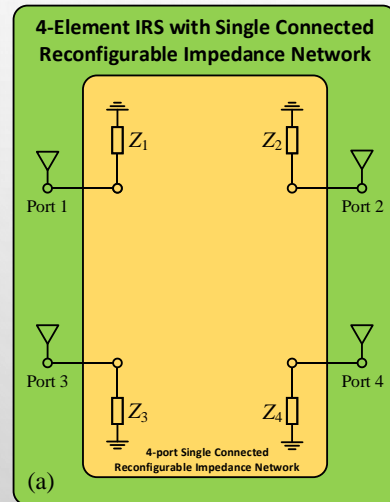 4-Element IRS with Single Connected
Reconfigurable Impedance Network
Z1
Z2
Port 1
Port 2
Port 3
Port 4
Z3
Z4
4-port Single Connected
Reconfigurable Impedance Network
(a)